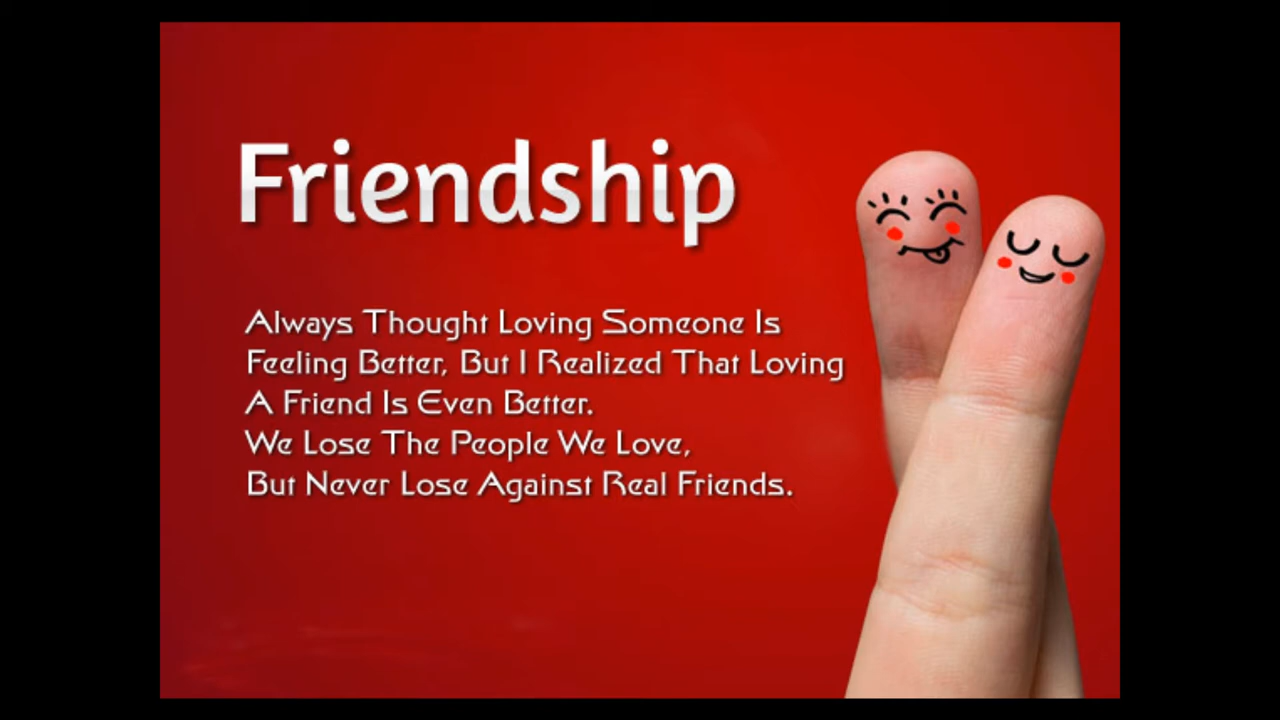 Friendship
Always Thought Loving Someone Is
Feeling Better, But I Realized That Loving
A Friend Is Even Better.
We Lose The People We Love,
But Never Lose Against Real Friends.